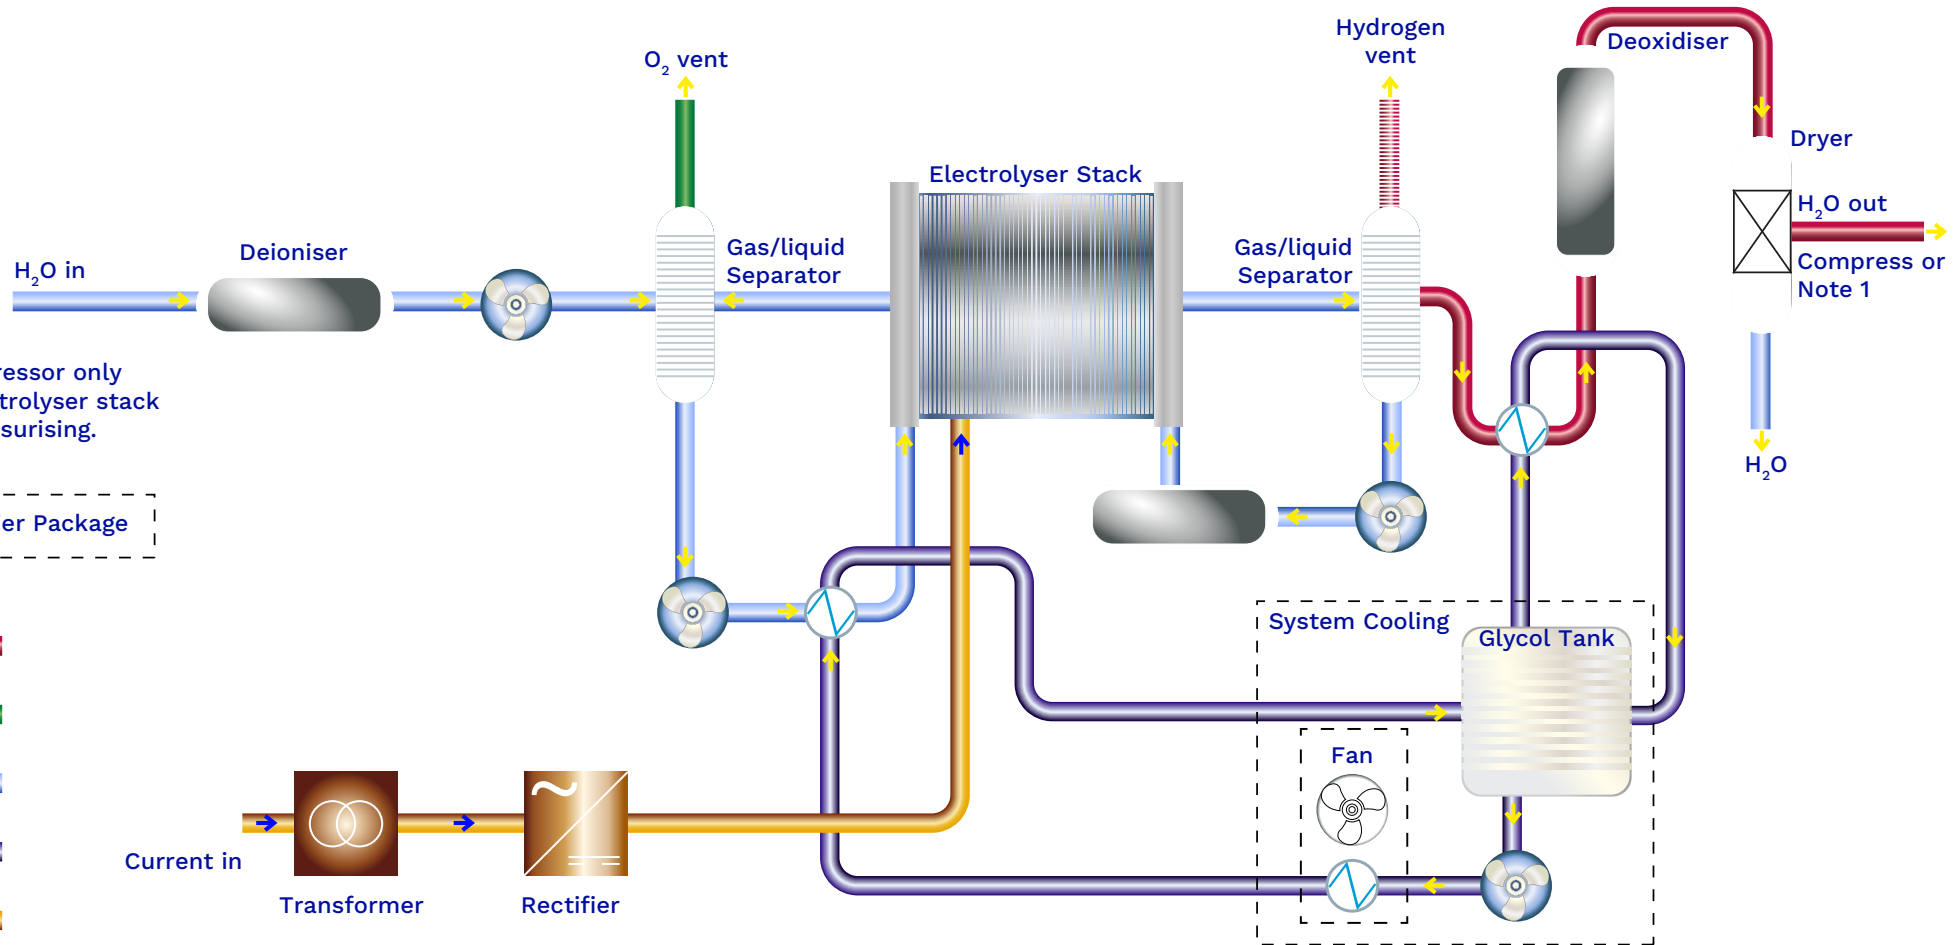 Hydrogen
vent
Deoxidiser
O₂ vent
Dryer
Electrolyser Stack
H₂O out
Deioniser
Gas/liquid
Separator
Gas/liquid
Separator
Compress or
Note 1
H₂O in
ressor only
trolyser stack
surising.
H₂O
er Package
System Cooling
Glycol Tank
Fan
Current in
Transformer
Rectifier